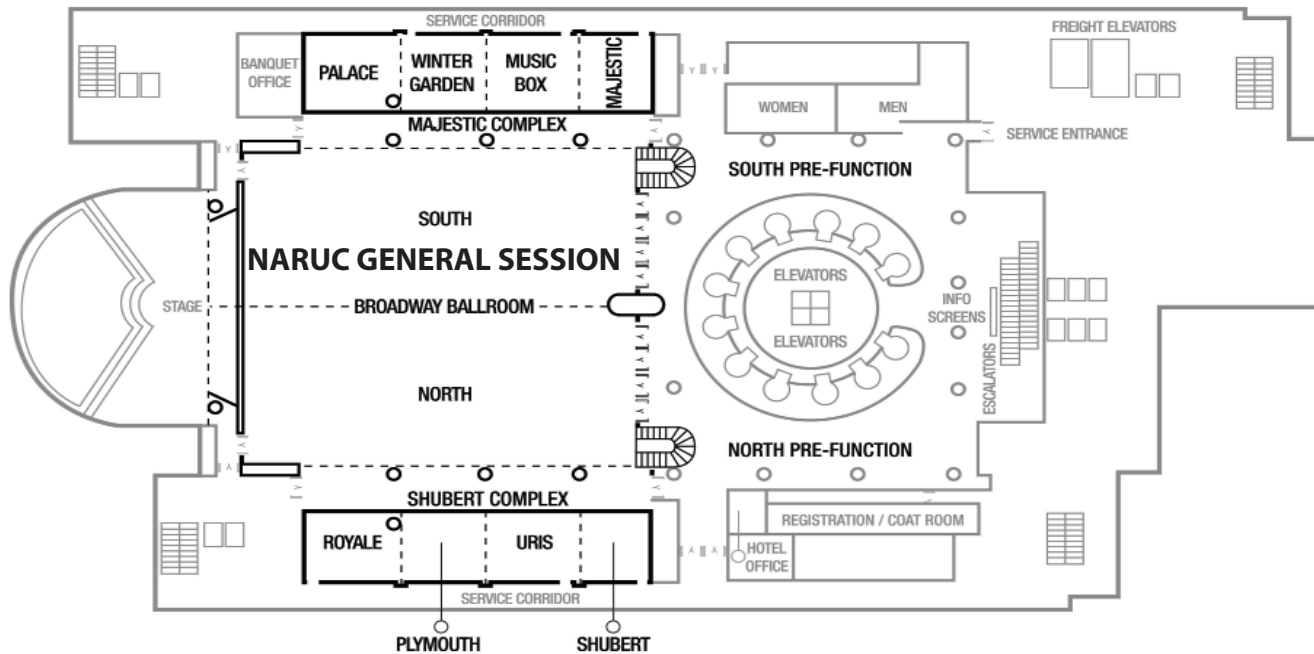 SERVICE CORRIDOR
FREIGHT ELEVATORS
BANQUET
OFFICE
PALACE
WINTER
GARDEN
MUSIC
BOX
MAJESTIC
WOMEN
MEN
MAJESTIC COMPLEX
SERVICE ENTRANCE
SOUTH PRE-FUNCTION
SOUTH
NARUC GENERAL SESSION
STAGE
BROADWAY BALLROOM
ELEVATORS
ELEVATORS
INFO
SCREENS
ESCALATORS
NORTH
NORTH PRE-FUNCTION
SHUBERT COMPLEX
ROYALE
URIS
REGISTRATION / COAT ROOM
HOTEL
OFFICE
SERVICE CORRIDOR
PLYMOUTH
SHUBERT